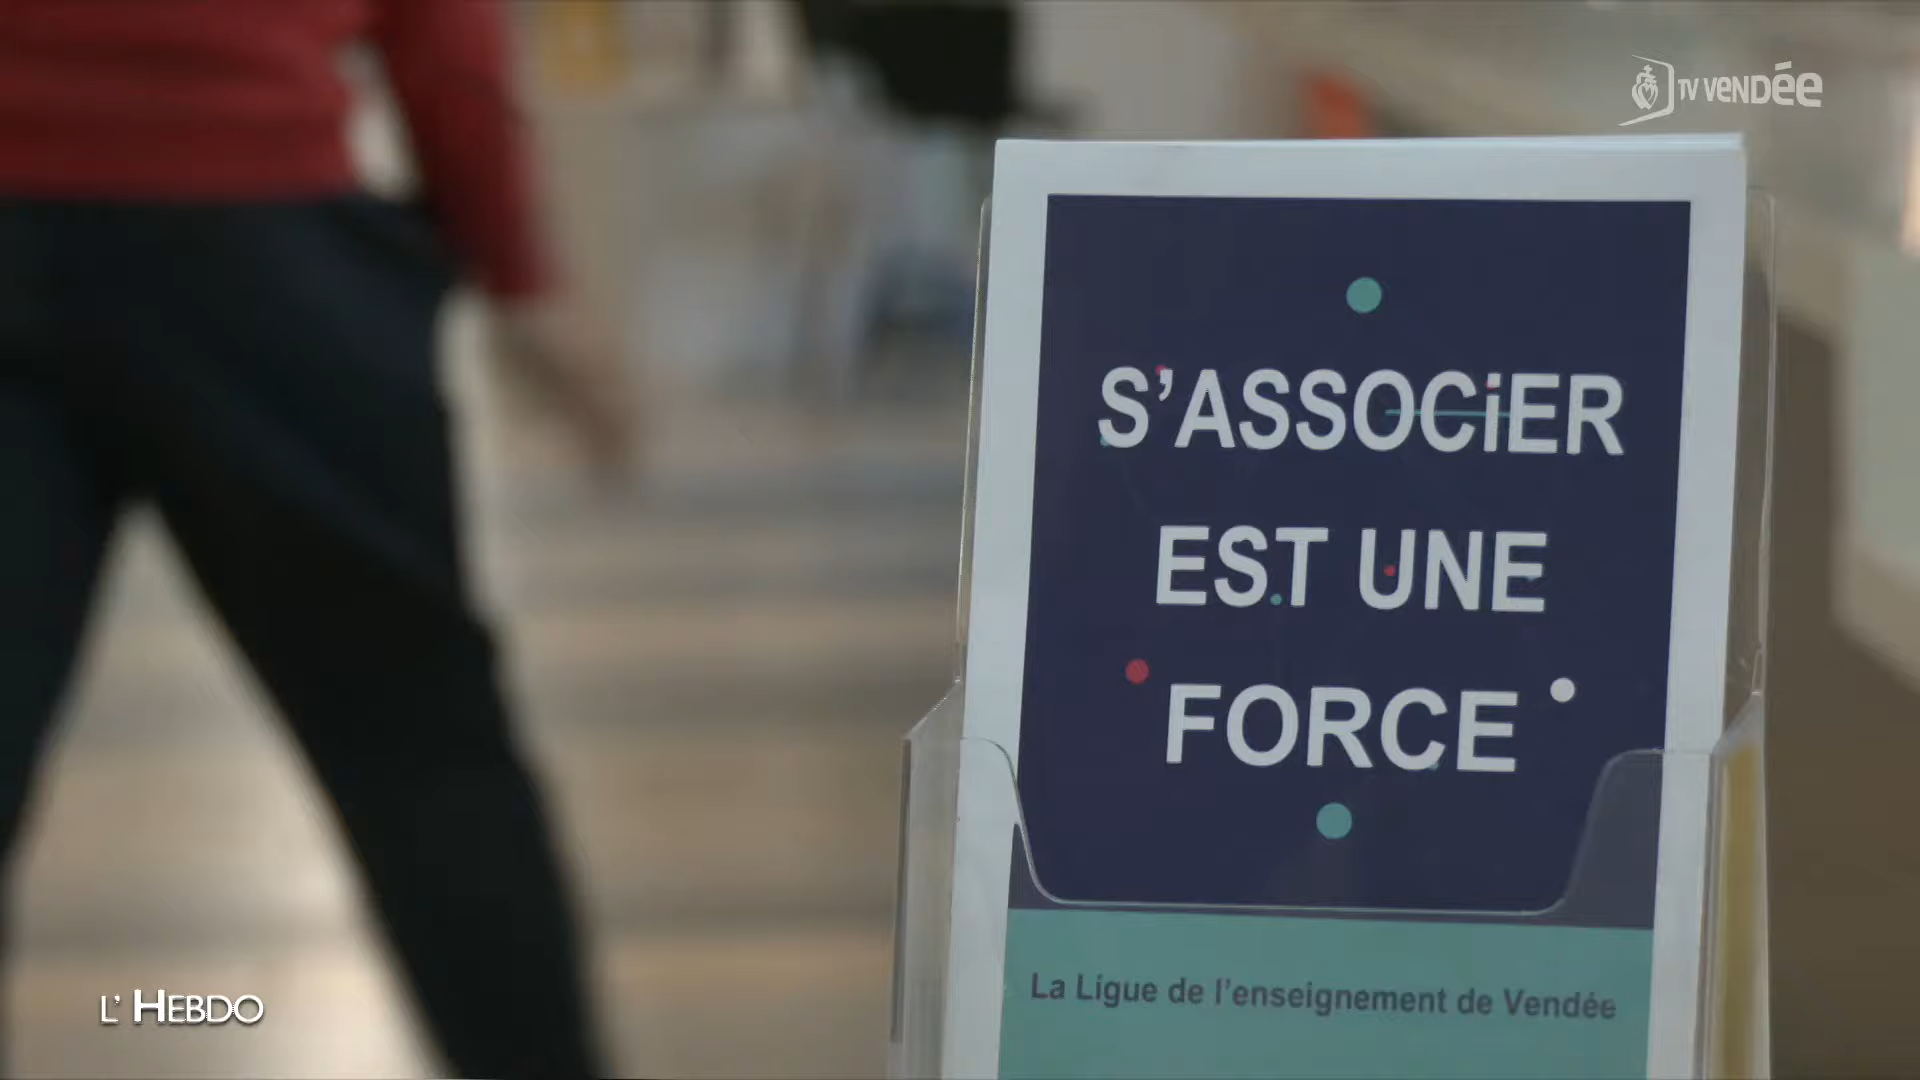 TV VENDÉE
S'ASSOCiER
EST UNE
FORCE
La Ligue de l'enseignement de Vendée
L' HEBDO